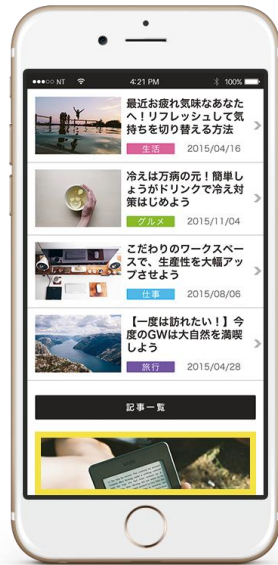 NT
4:21 PM
100%
最近お疲れ気味なあなた
へ！リフレッシュして気
持ちを切り替える方法
生活
2015/04/16
冷えは万病の元！簡単し
ょうがドリンクで冷え対
策はじめよう
グルメ
2015/11/04
こだわりのワークスペー
スで、生産性を大幅アッ
プさせよう
仕事
2015/08/06
【一度は訪れたい！】今
度のGWは大自然を満喫
しよう
旅行
2015/04/28
記事一覧